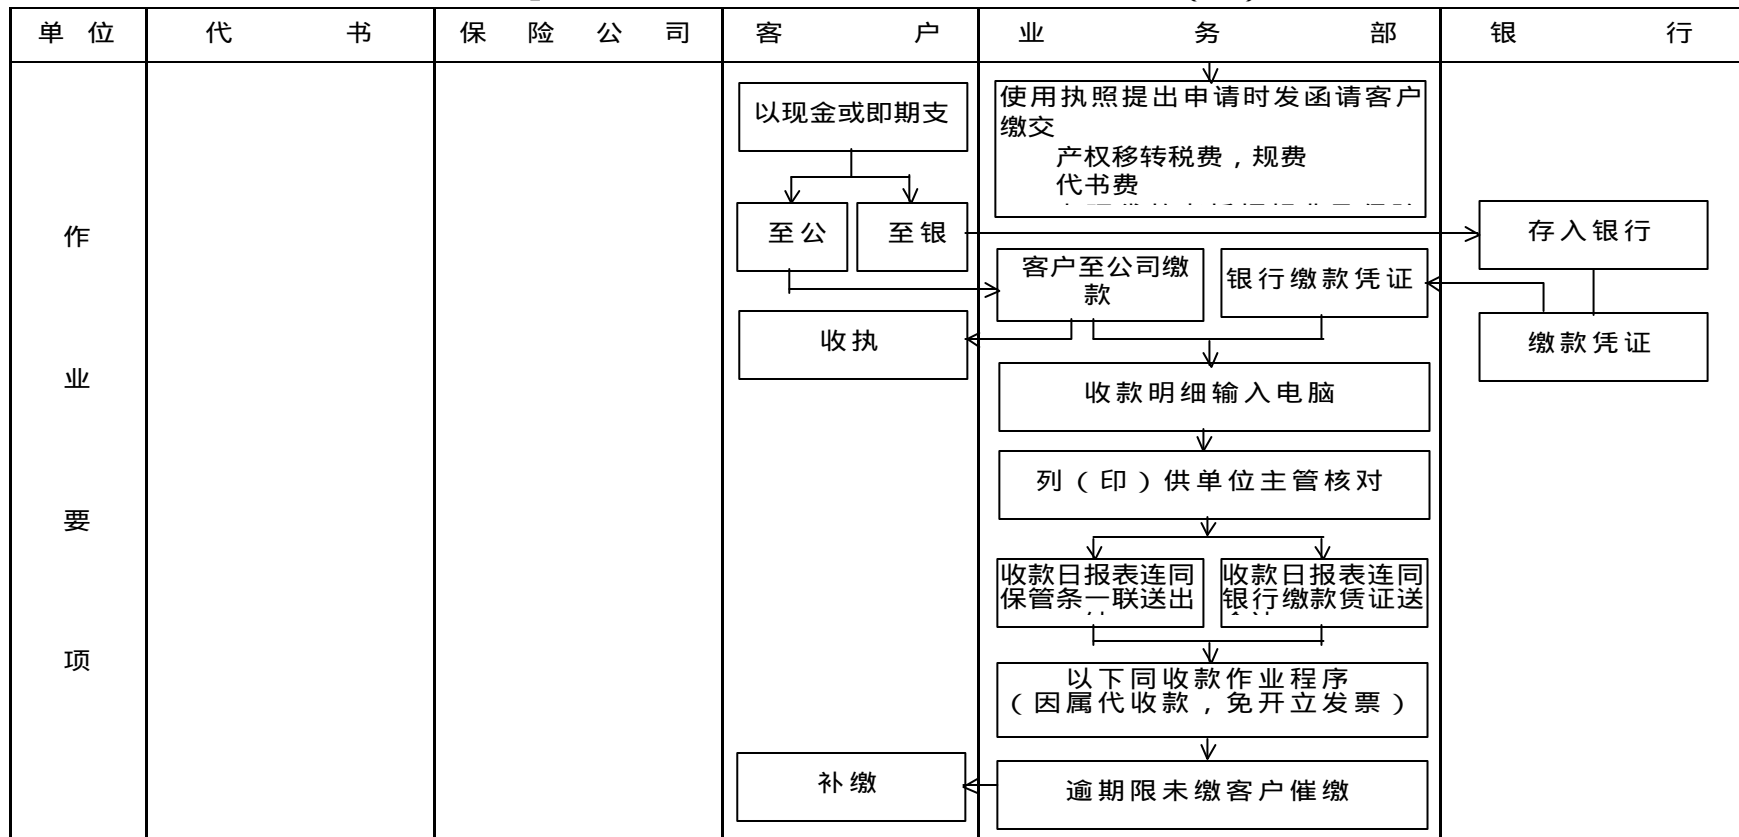 单位 代书 保险公司 客户 业务部 银行
作
业
要
项
以现金或即期支
使用执照提出申请时发函请客户
缴交
产权移转税费，规费
代书费
至公 至银
存入银行
客户至公司缴
款
银行缴款凭证
收执
缴款凭证
收款明细输入电脑
列（印）供单位主管核对
收款日报表连同
保管条一联送出
收款日报表连同
银行缴款赁证送
以下同收款作业程序
（因属代收款，免开立发票）
补缴
逾期限未缴客户催缴